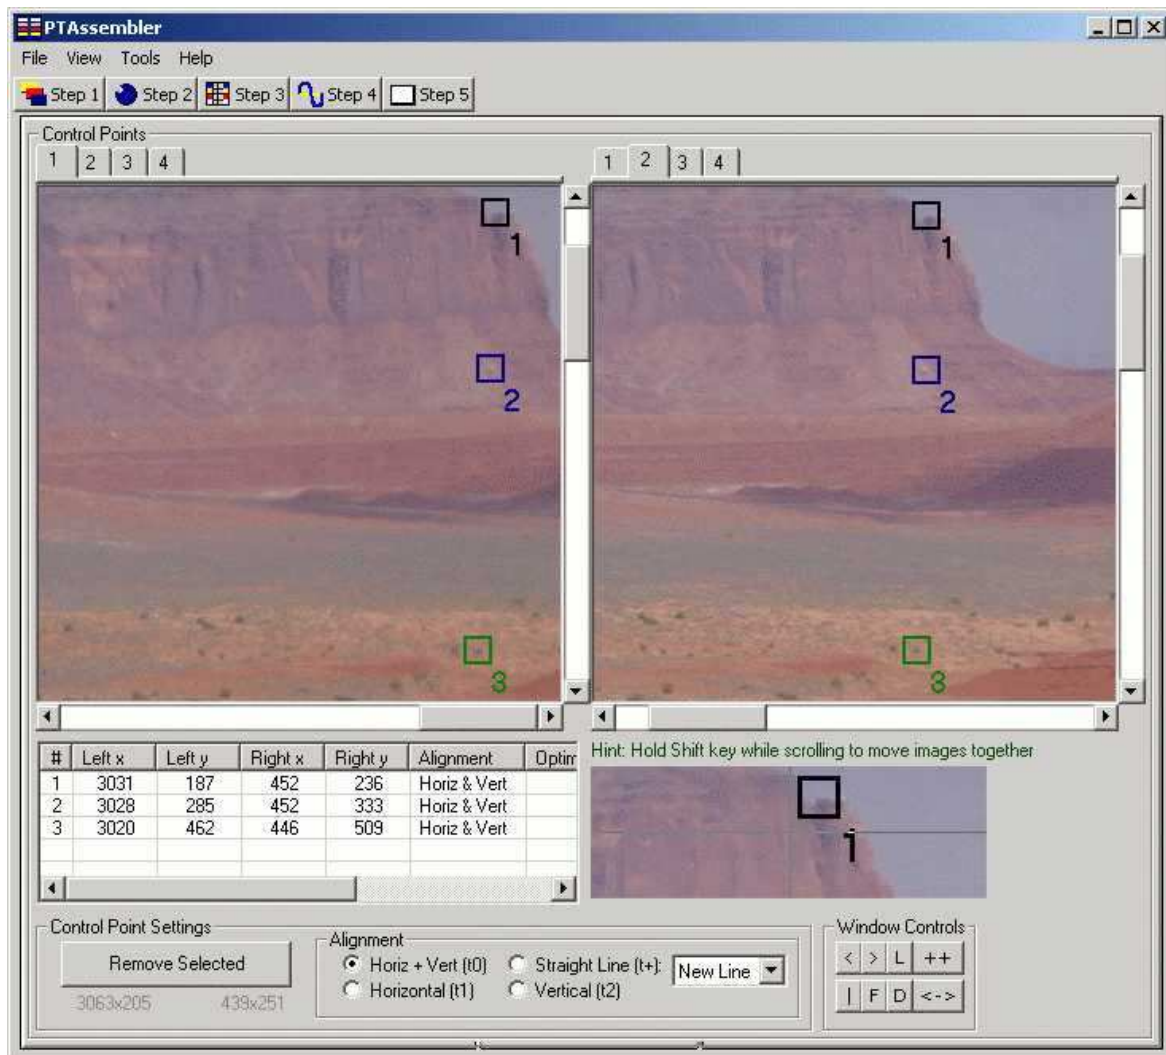 PTAssembler
File View Tools Help
Step 1 Step 2 Step 3 Step 4 Step 5
Control Points
1 2 3 4
1 2 3 4
1
2
3
1
2
3
Hint: Hold Shift key while scrolling to move images together
# Left x Left y Right x Right y Alignment Optim
1 3031 187 452 236 Horiz & Vert
2 3028 285 452 333 Horiz & Vert
3 3020 462 446 509 Horiz & Vert
1
Control Point Settings
Remove Selected
3063x205 439x251
Alignment
Horiz + Vert (t0) Straight Line (t+): New Line
Horizontal (t1) Vertical (t2)
Window Controls
< > L ++
| F D <->